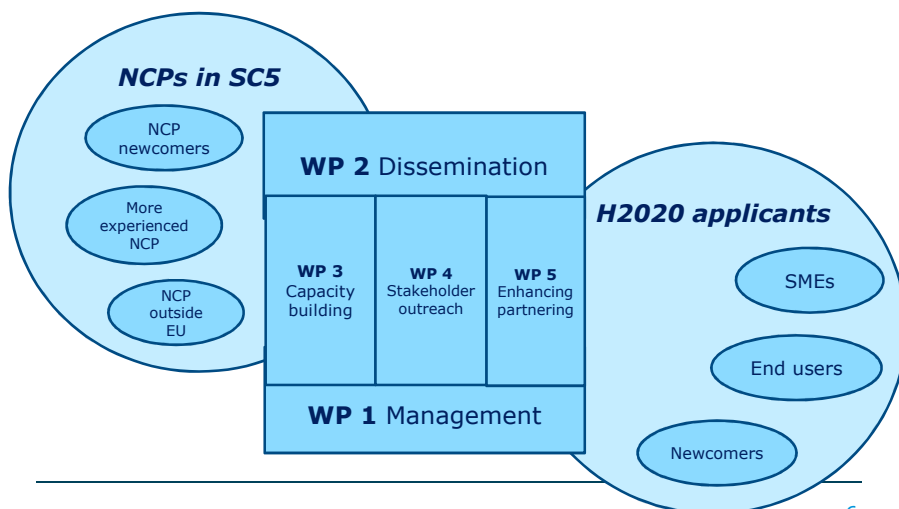 NCPs in SC5
NCP
newcomers
More
experienced
NCP
NCP
outside
EU
WP 2 Dissemination
WP 3
Capacity
building
WP 4
Stakeholder
outreach
WP 5
Enhancing
partnering
WP 1 Management
H2020 applicants
SMEs
End users
Newcomers